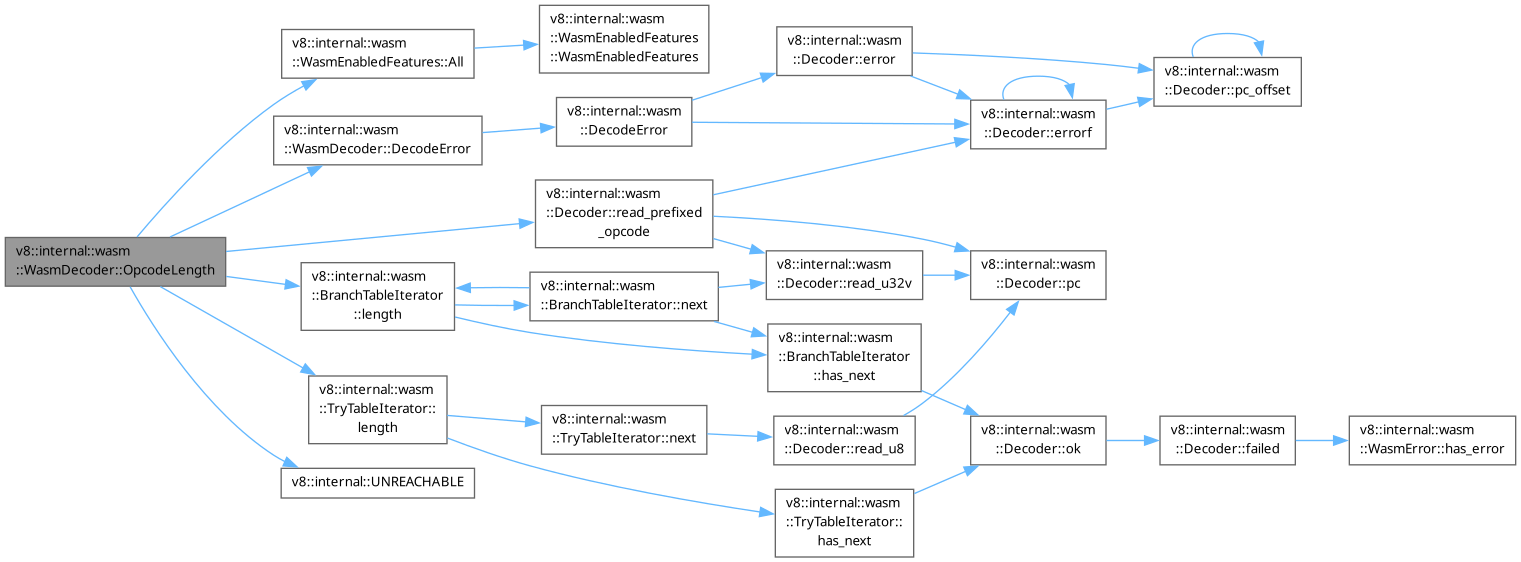 v8::internal::wasm
::WasmDecoder::OpcodeLength
v8::internal::wasm
::WasmEnabledFeatures::All
v8::internal::wasm
::WasmEnabledFeatures
::WasmEnabledFeatures
v8::internal::wasm
::WasmDecoder::DecodeError
v8::internal::wasm
::DecodeError
v8::internal::wasm
::Decoder::error
v8::internal::wasm
::Decoder::errorf
v8::internal::wasm
::Decoder::pc_offset
v8::internal::wasm
::Decoder::read_prefixed
_opcode
v8::internal::wasm
::Decoder::read_u32v
v8::internal::wasm
::Decoder::pc
v8::internal::wasm
::BranchTableIterator
::length
v8::internal::wasm
::BranchTableIterator::next
v8::internal::wasm
::BranchTableIterator
::has_next
v8::internal::wasm
::TryTableIterator::
length
v8::internal::wasm
::TryTableIterator::next
v8::internal::wasm
::Decoder::read_u8
v8::internal::wasm
::TryTableIterator::
has_next
v8::internal::wasm
::Decoder::ok
v8::internal::wasm
::Decoder::failed
v8::internal::wasm
::WasmError::has_error
v8::internal::UNREACHABLE